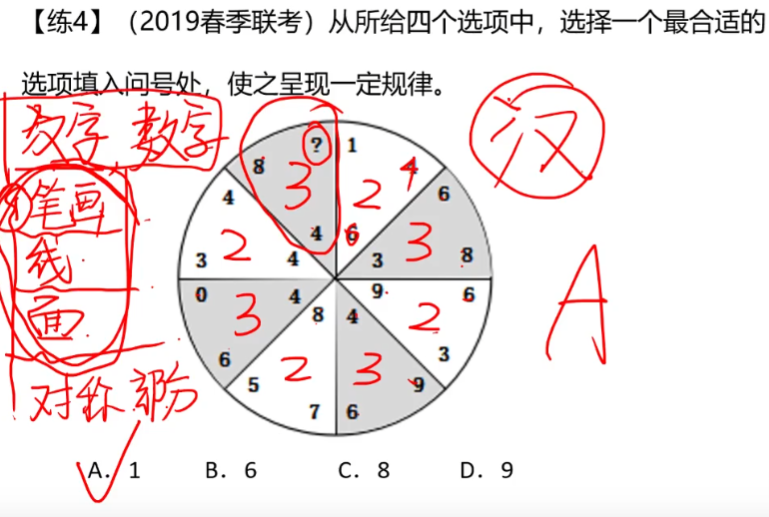 【练4】（2019春季联考）从所给四个选项中，选择一个最合适的
选项填入问号处，使之呈现一定规律。
汉字 数字
汉
笔画
线
面
对称 部分
? 1
8 3 2 4 6
4 4 6 3 3 8
3 2 4
0 4 9 6
3 8 4 2
6 2 3 3
5 9
7 6
A
A. 1 B. 6 C. 8 D. 9